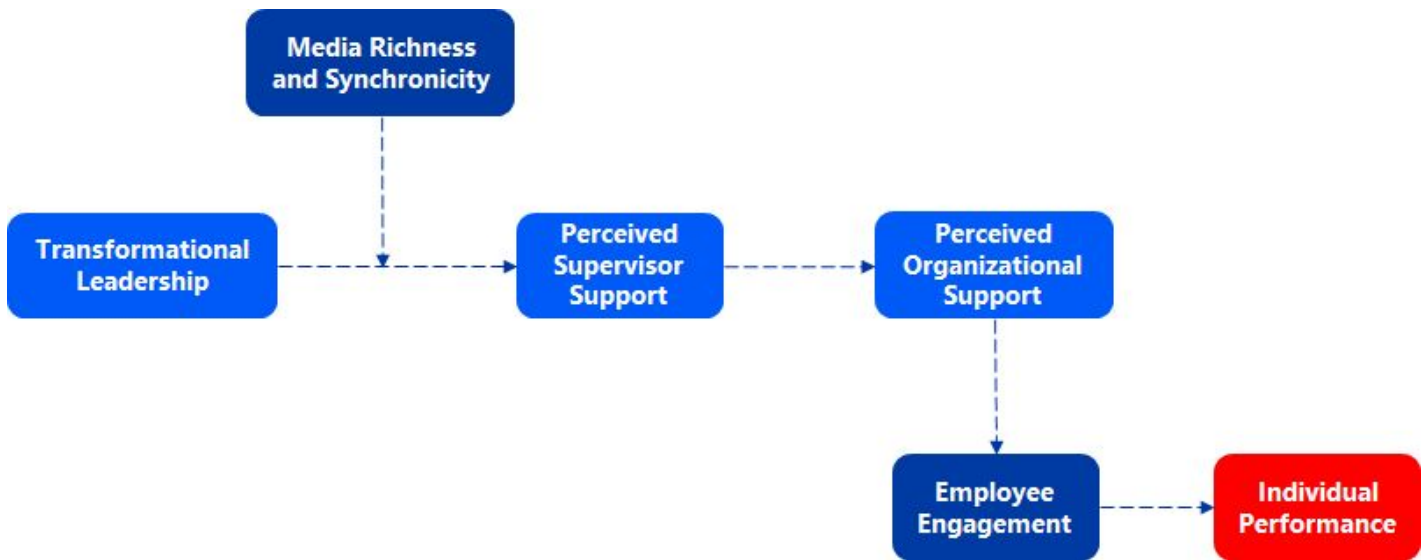 Media Richness
and Synchronicity
Transformational
Leadership
Perceived
Supervisor
Support
Perceived
Organizational
Support
Employee
Engagement
Individual
Performance